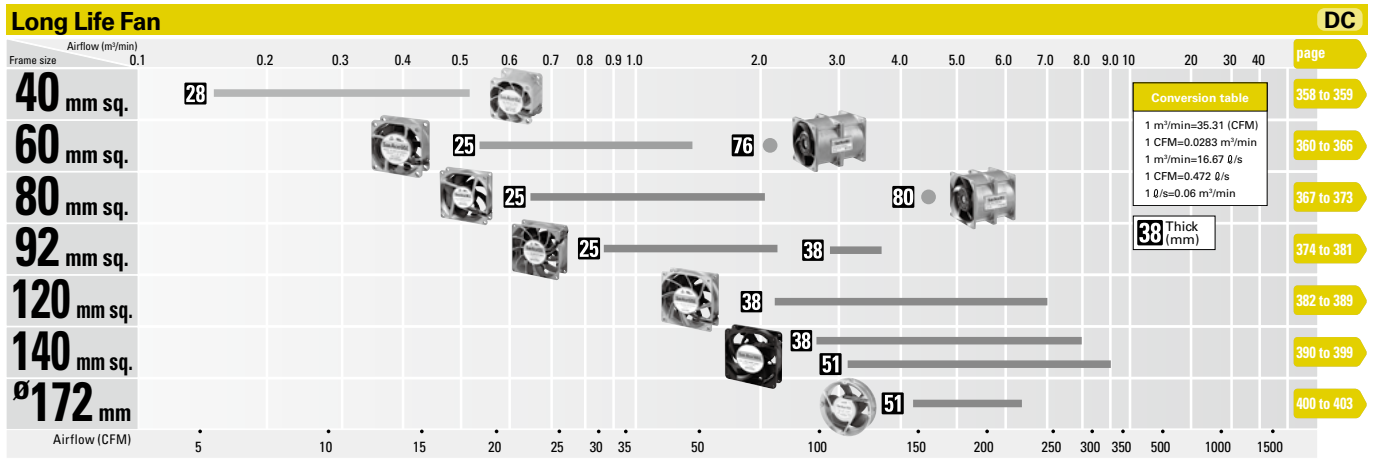 Long Life Fan DC
Airflow (m³/min)
Frame size 0.1 0.2 0.3 0.4 0.5 0.6 0.7 0.8 0.9 1.0 2.0 3.0 4.0 5.0 6.0 7.0 8.0 9.0 10 20 30 40 page
40 mm sq. 28 358 to 359
60 mm sq. 25 76 360 to 366
80 mm sq. 25 80 367 to 373
92 mm sq. 25 38 374 to 381
120 mm sq. 38 382 to 389
140 mm sq. 38 51 390 to 399
ø172 mm 51 400 to 403
Airflow (CFM) 5 10 15 20 25 30 35 50 100 150 200 250 300 350 500 1000 1500
Conversion table
1 m³/min=35.31 (CFM)
1 CFM=0.0283 m³/min
1 m³/min=16.67 ℓ/s
1 CFM=0.472 ℓ/s
1 ℓ/s=0.06 m³/min
38 Thick
(mm)